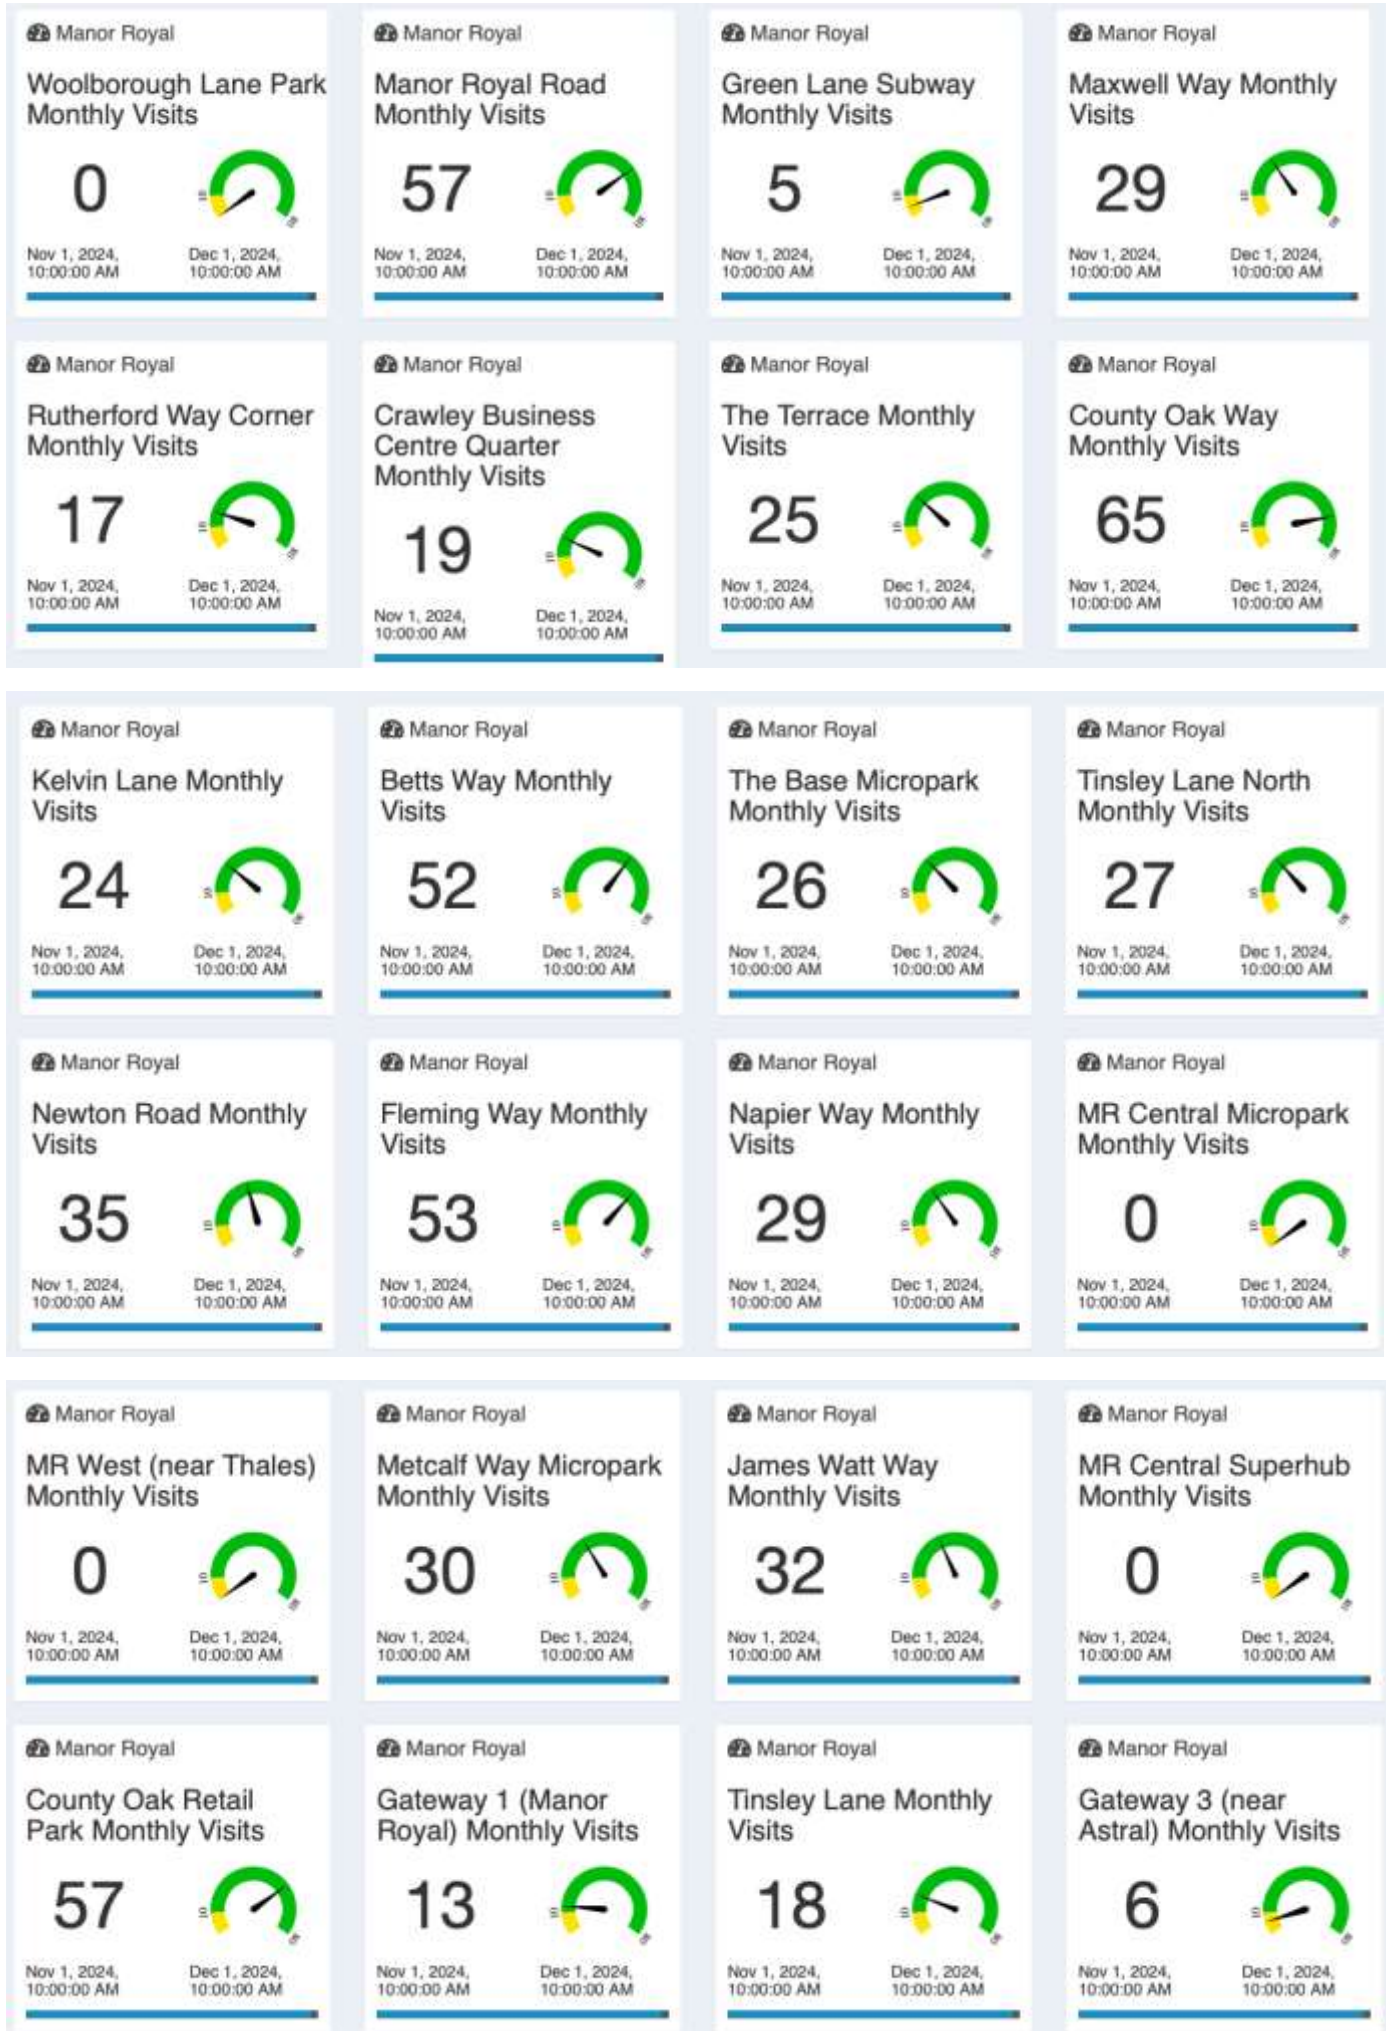 Manor Royal
Woolborough Lane Park
Monthly Visits
0
10
Nov 1, 2024,
10:00:00 AM
Dec 1, 2024,
10:00:00 AM
Manor Royal
Manor Royal Road
Monthly Visits
57
10
Nov 1, 2024,
10:00:00 AM
Dec 1, 2024,
10:00:00 AM
Manor Royal
Green Lane Subway
Monthly Visits
5
10
Nov 1, 2024,
10:00:00 AM
Dec 1, 2024,
10:00:00 AM
Manor Royal
Maxwell Way Monthly
Visits
29
10
Nov 1, 2024,
10:00:00 AM
Dec 1, 2024,
10:00:00 AM
Manor Royal
Rutherford Way Corner
Monthly Visits
17
10
Nov 1, 2024,
10:00:00 AM
Dec 1, 2024,
10:00:00 AM
Manor Royal
Crawley Business
Centre Quarter
Monthly Visits
19
10
Nov 1, 2024,
10:00:00 AM
Dec 1, 2024,
10:00:00 AM
Manor Royal
The Terrace Monthly
Visits
25
10
Nov 1, 2024,
10:00:00 AM
Dec 1, 2024,
10:00:00 AM
Manor Royal
County Oak Way
Monthly Visits
65
10
Nov 1, 2024,
10:00:00 AM
Dec 1, 2024,
10:00:00 AM
Manor Royal
Kelvin Lane Monthly
Visits
24
10
Nov 1, 2024,
10:00:00 AM
Dec 1, 2024,
10:00:00 AM
Manor Royal
Betts Way Monthly
Visits
52
10
Nov 1, 2024,
10:00:00 AM
Dec 1, 2024,
10:00:00 AM
Manor Royal
The Base Micropark
Monthly Visits
26
10
Nov 1, 2024,
10:00:00 AM
Dec 1, 2024,
10:00:00 AM
Manor Royal
Tinsley Lane North
Monthly Visits
27
10
Nov 1, 2024,
10:00:00 AM
Dec 1, 2024,
10:00:00 AM
Manor Royal
Newton Road Monthly
Visits
35
10
Nov 1, 2024,
10:00:00 AM
Dec 1, 2024,
10:00:00 AM
Manor Royal
Fleming Way Monthly
Visits
53
10
Nov 1, 2024,
10:00:00 AM
Dec 1, 2024,
10:00:00 AM
Manor Royal
Napier Way Monthly
Visits
29
10
Nov 1, 2024,
10:00:00 AM
Dec 1, 2024,
10:00:00 AM
Manor Royal
MR Central Micropark
Monthly Visits
0
10
Nov 1, 2024,
10:00:00 AM
Dec 1, 2024,
10:00:00 AM
Manor Royal
MR West (near Thales)
Monthly Visits
0
10
Nov 1, 2024,
10:00:00 AM
Dec 1, 2024,
10:00:00 AM
Manor Royal
Metcalf Way Micropark
Monthly Visits
30
10
Nov 1, 2024,
10:00:00 AM
Dec 1, 2024,
10:00:00 AM
Manor Royal
James Watt Way
Monthly Visits
32
10
Nov 1, 2024,
10:00:00 AM
Dec 1, 2024,
10:00:00 AM
Manor Royal
MR Central Superhub
Monthly Visits
0
10
Nov 1, 2024,
10:00:00 AM
Dec 1, 2024,
10:00:00 AM
Manor Royal
County Oak Retail
Park Monthly Visits
57
10
Nov 1, 2024,
10:00:00 AM
Dec 1, 2024,
10:00:00 AM
Manor Royal
Gateway 1 (Manor
Royal) Monthly Visits
13
10
Nov 1, 2024,
10:00:00 AM
Dec 1, 2024,
10:00:00 AM
Manor Royal
Tinsley Lane Monthly
Visits
18
10
Nov 1, 2024,
10:00:00 AM
Dec 1, 2024,
10:00:00 AM
Manor Royal
Gateway 3 (near
Astral) Monthly Visits
6
10
Nov 1, 2024,
10:00:00 AM
Dec 1, 2024,
10:00:00 AM